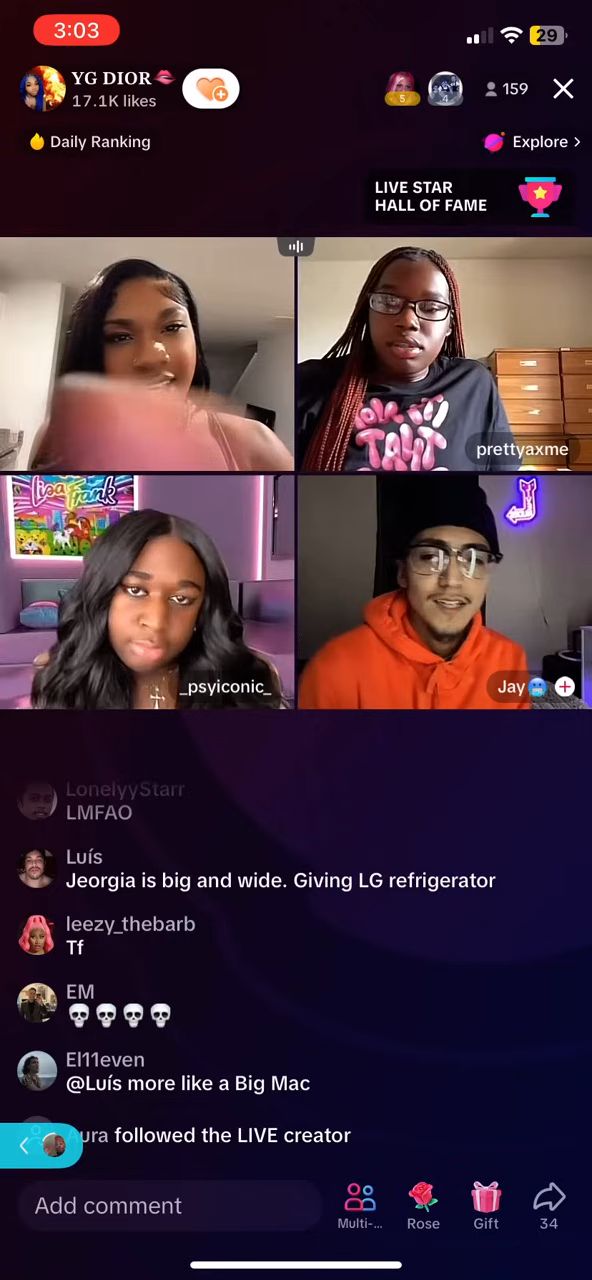 3:03
29
YG DIOR💋
17.1K likes
5
4
159
Daily Ranking
Explore >
LIVE STAR
HALL OF FAME
prettyaxme
Lisa Frank
_psyiconic_
Jay🥶
LonelyyStarr
LMFAO
Luís
Jeorgia is big and wide. Giving LG refrigerator
leezy_thebarb
Tf
EM
💀💀💀💀
El11even
@Luís more like a Big Mac
Aura followed the LIVE creator
Add comment
Multi-...
Rose
Gift
34